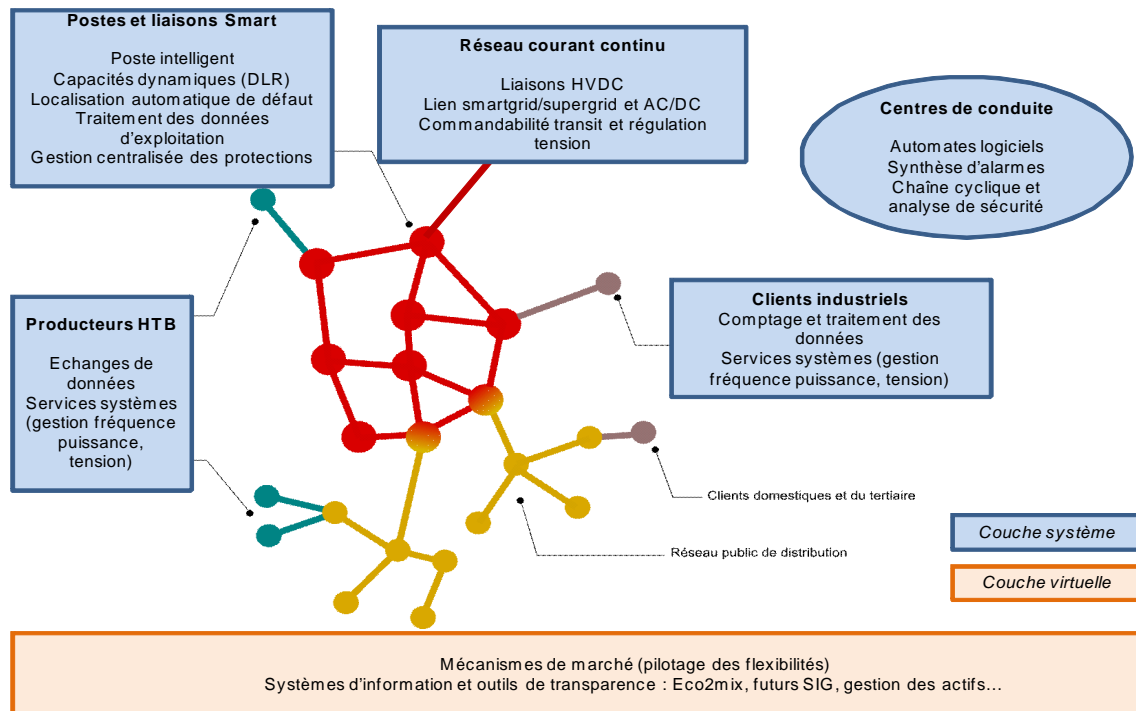 Postes et liaisons Smart
Poste intelligent
Capacités dynamiques (DLR)
Localisation automatique de défaut
Traitement des données
d'exploitation
Gestion centralisée des protections
Réseau courant continu
Liaisons HVDC
Lien smartgrid/supergrid et AC/DC
Commandabilité transit et régulation
tension
Centres de conduite
Automates logiciels
Synthèse d'alarmes
Chaîne cyclique et
analyse de sécurité
Producteurs HTB
Echanges de
données
Services systèmes
(gestion fréquence
puissance,
tension)
Clients industriels
Comptage et traitement des
données
Services systèmes (gestion
fréquence puissance, tension)
Clients domestiques et du tertiaire
Réseau public de distribution
Couche système
Couche virtuelle
Mécanismes de marché (pilotage des flexibilités)
Systèmes d'information et outils de transparence : Eco2mix, futurs SIG, gestion des actifs…